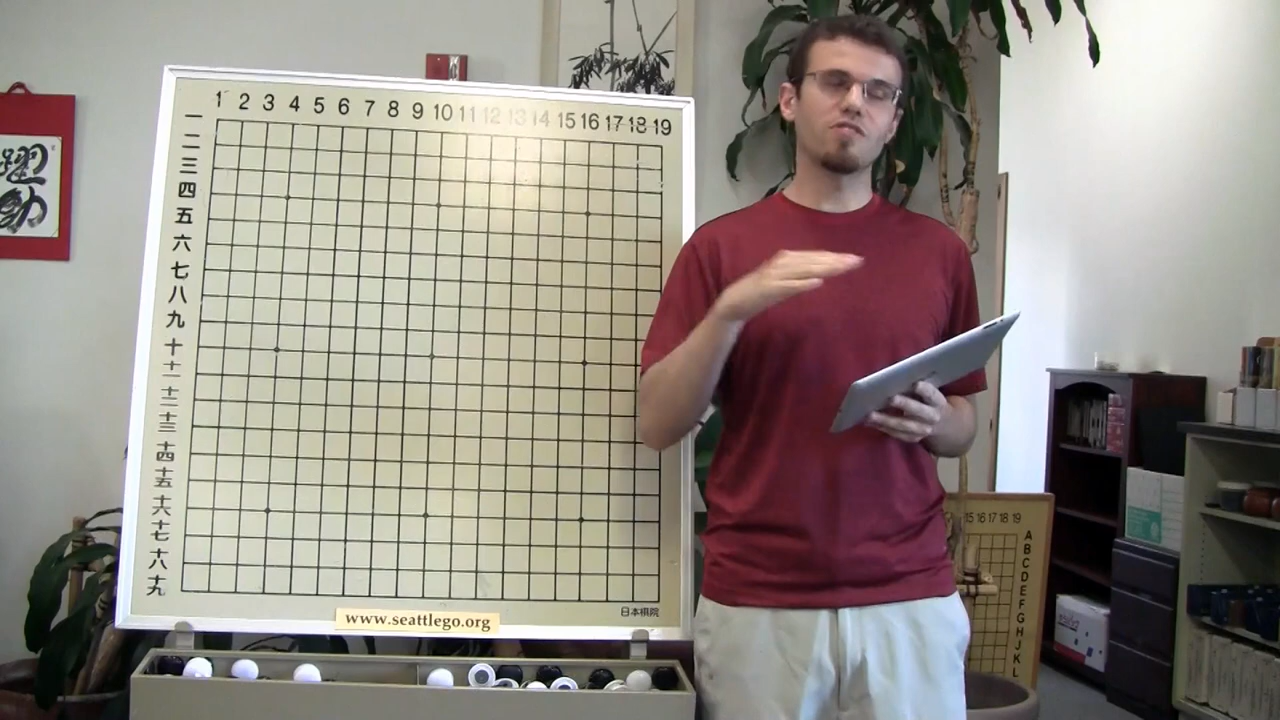 躍
動
1 2 3 4 5 6 7 8 9 10 11 12 13 14 15 16 17 18 19
一
二
三
四
五
六
七
八
九
十
十一
十二
十三
十四
十五
十六
十七
十八
十九
日本棋院
www.seattlego.org
15 16 17 18 19
A
B
C
D
E
F
G
H
J
K
L